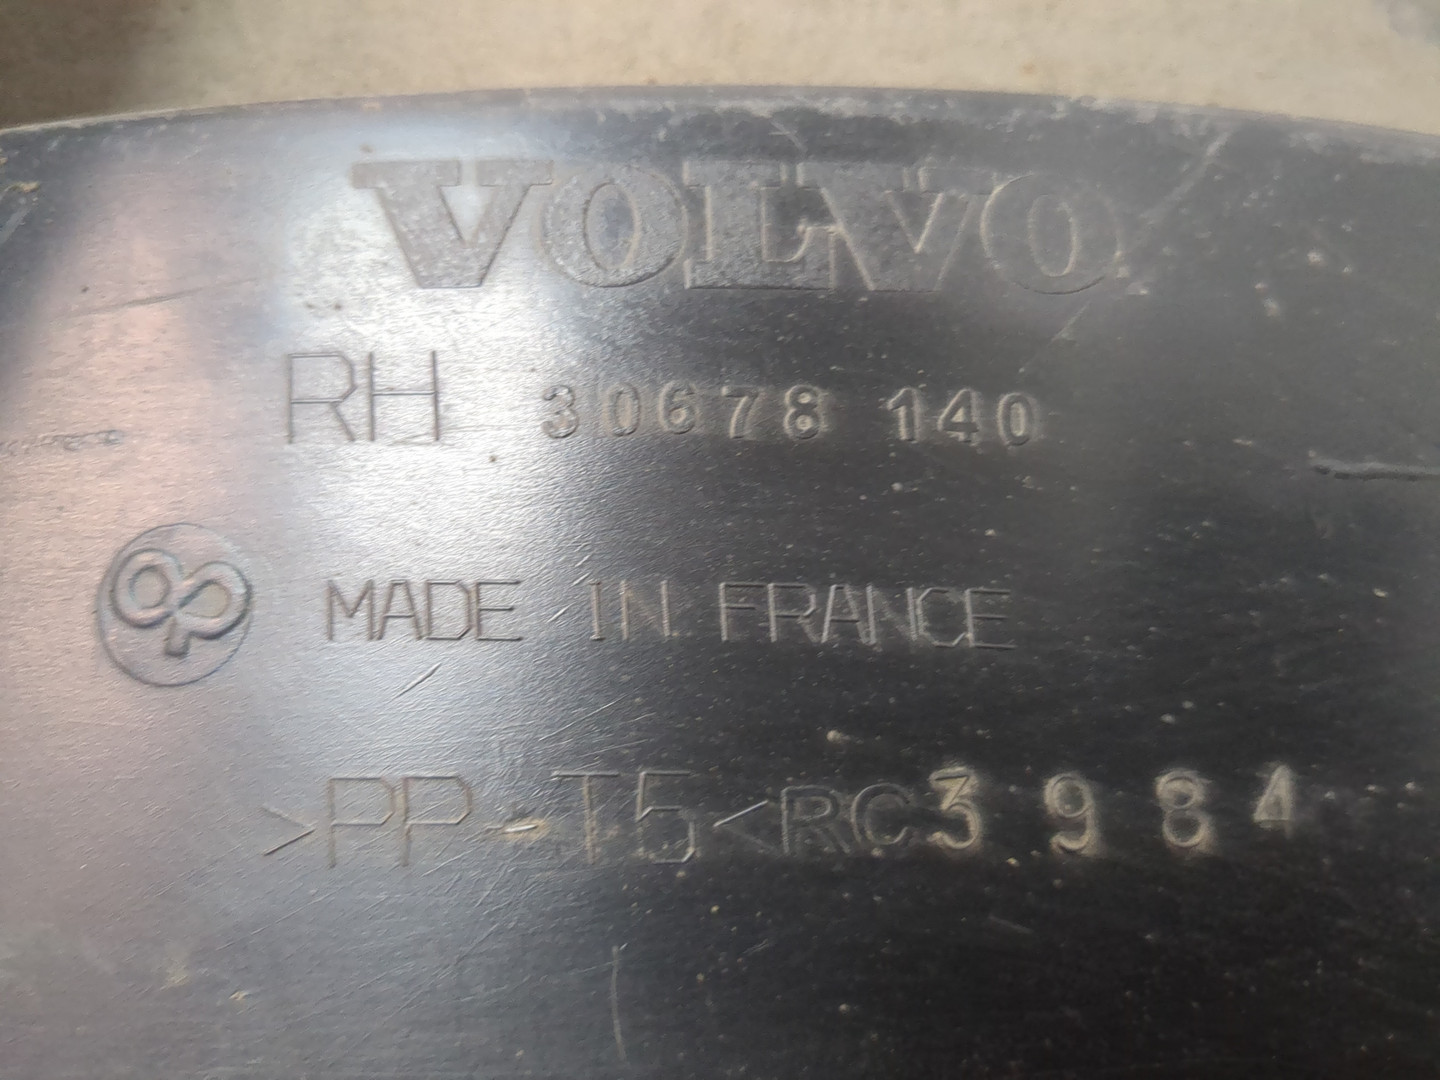 VOLVO
RH 30678 140
MADE IN FRANCE
>PP-T5<RC3984